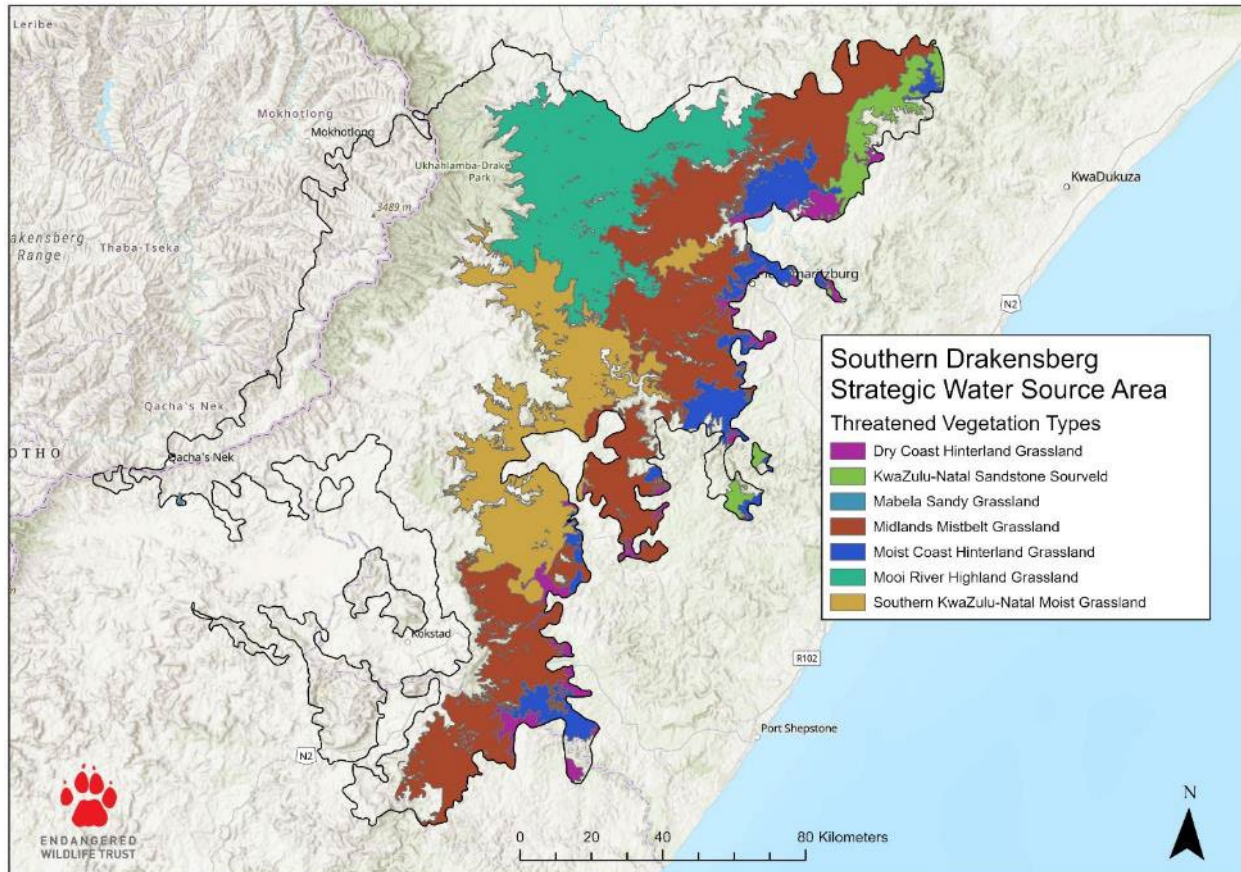 Leribe
Mokhotlong
Mokhotlong
Ukhahlamba-Drake
Park
3489 m
KwaDukuza
Thaba-Tseka
akensberg
Range
maritzburg
N2
Qacha's Nek
OTHO
Qacha's Nek
Southern Drakensberg
Strategic Water Source Area
Threatened Vegetation Types
Dry Coast Hinterland Grassland
KwaZulu-Natal Sandstone Sourveld
Mabela Sandy Grassland
Midlands Mistbelt Grassland
Moist Coast Hinterland Grassland
Mooi River Highland Grassland
Southern KwaZulu-Natal Moist Grassland
Kokstad
R102
Port Shepstone
N2
ENDANGERED
WILDLIFE TRUST
0 20 40 80 Kilometers
N